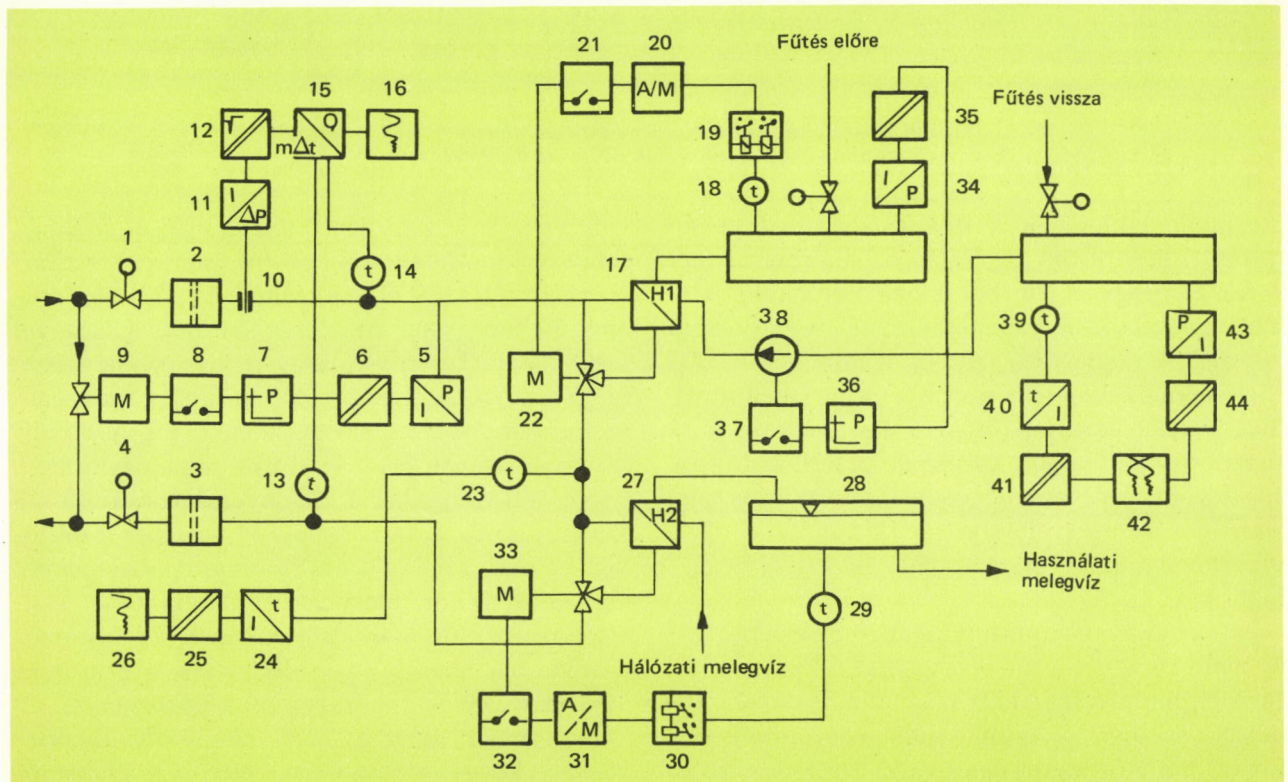 21 20 Fűtés előre
15 16 35 Fűtés vissza
12 Q mΔt A/M 19
11 I ΔP 18 t I P 34
1 2 10 t 14 17 H1
9 8 7 6 5 38 39 t P I 43
M P P I M 22 37 P 36 40 t I 44
4 3 13 t 23 t 27 28 41 42
H2
33 M Használati
melegvíz
I t t 29
26 25 24 Hálózati melegvíz
A/M
32 31 30